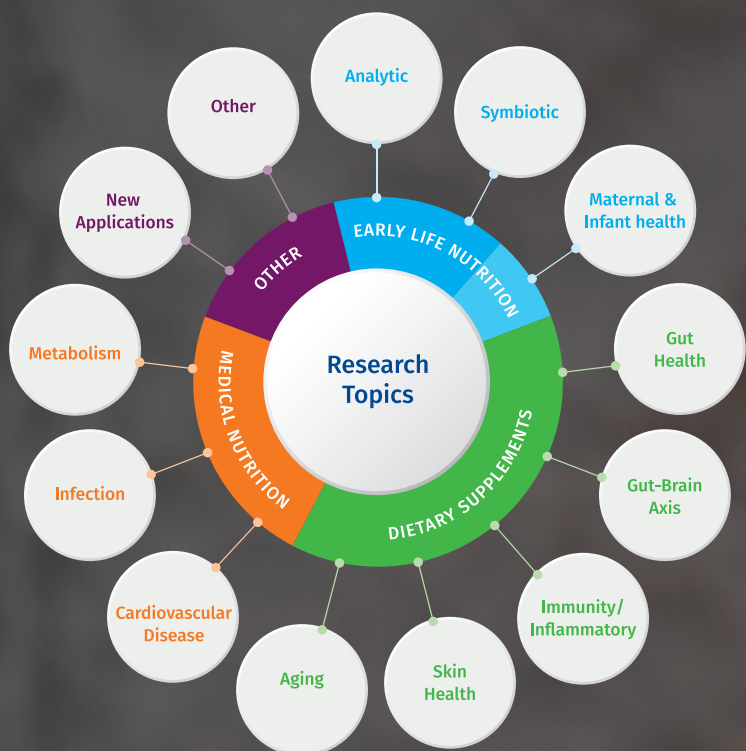 Research
Topics
EARLY LIFE NUTRITION
Analytic
Symbiotic
Maternal &
Infant health
DIETARY SUPPLEMENTS
Gut
Health
Gut-Brain
Axis
Immunity/
Inflammatory
Skin
Health
Aging
MEDICAL NUTRITION
Cardiovascular
Disease
Infection
Metabolism
OTHER
New
Applications
Other